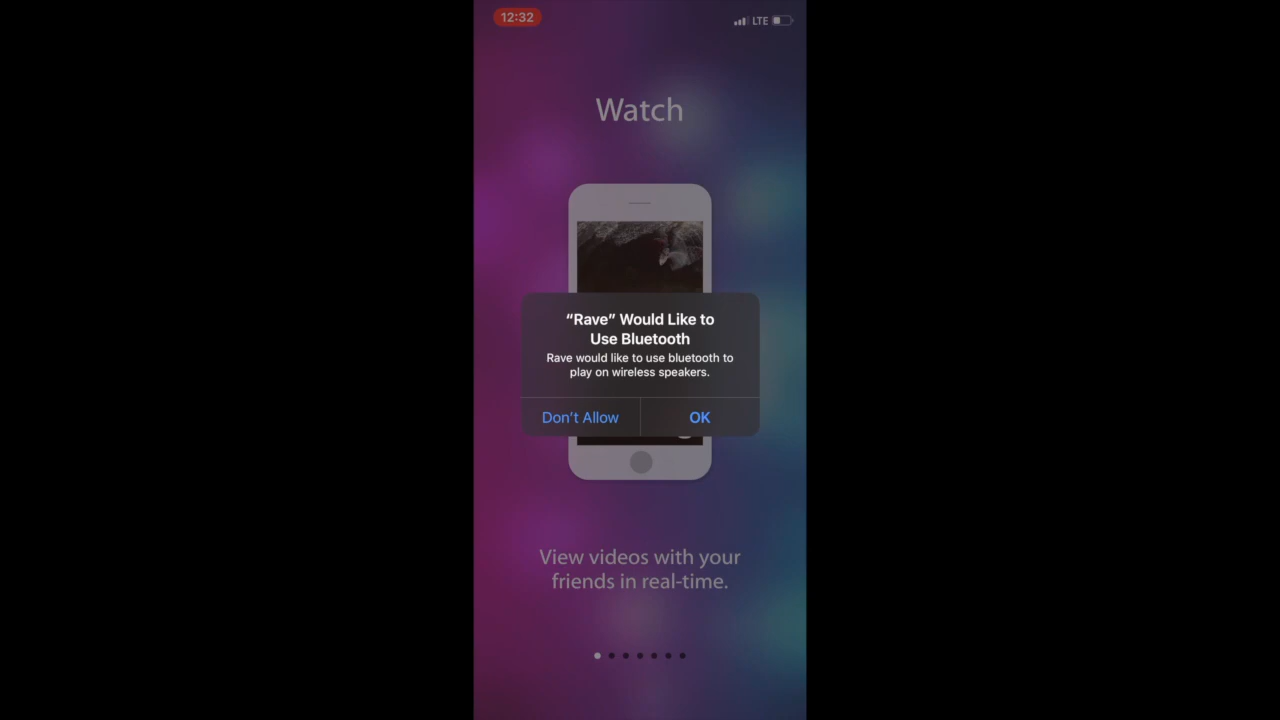 12:32
LTE
Watch
“Rave” Would Like to
Use Bluetooth
Rave would like to use bluetooth to
play on wireless speakers.
Don't Allow
OK
View videos with your
friends in real-time.